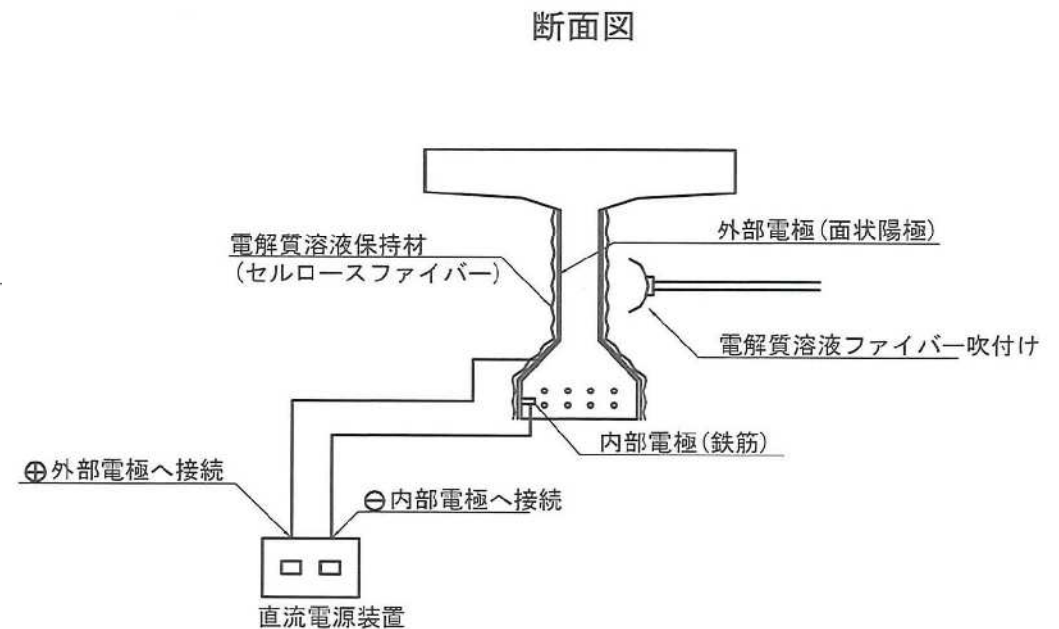 断面図
電解質溶液保持材
(セルロースファイバー)
外部電極(面状陽極)
電解質溶液ファイバー吹付け
内部電極(鉄筋)
⊕外部電極へ接続
⊖内部電極へ接続
直流電源装置